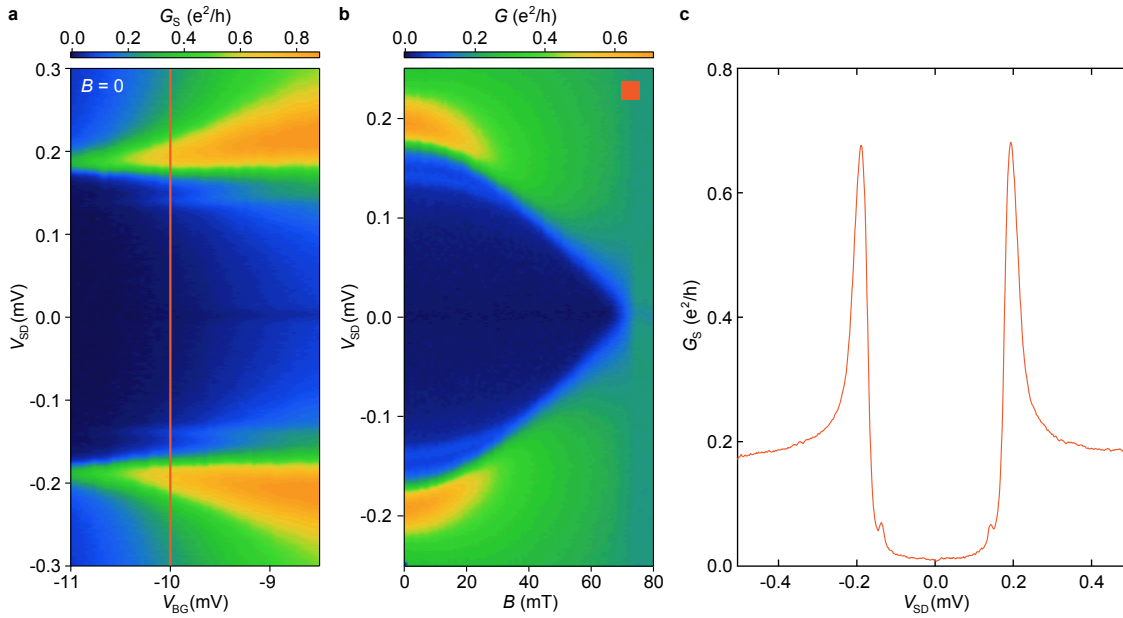 a
G_S (e²/h)
0.0 0.4 0.8
B = 0
0.3
0.2
0.1
0.0
-0.1
-0.2
-0.3
V_SD (mV)
-11 -10 -9
V_BG (mV)
b
G (e²/h)
0.0 0.2 0.4 0.6
0.2
0.1
0.0
-0.1
-0.2
V_SD (mV)
0 20 40 60 80
B (mT)
c
0.8
0.6
0.4
0.2
0.0
G_S (e²/h)
-0.4 -0.2 0.0 0.2 0.4
V_SD (mV)